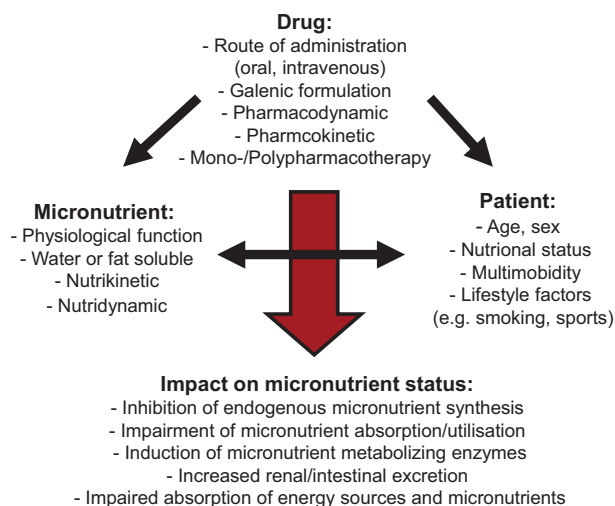 Drug:
- Route of administration
(oral, intravenous)
- Galenic formulation
- Pharmacodynamic
- Pharmcokinetic
- Mono-/Polypharmacotherapy
Micronutrient:
- Physiological function
- Water or fat soluble
- Nutrikinetic
- Nutridynamic
Patient:
- Age, sex
- Nutrional status
- Multimobidity
- Lifestyle factors
(e.g. smoking, sports)
Impact on micronutrient status:
- Inhibition of endogenous micronutrient synthesis
- Impairment of micronutrient absorption/utilisation
- Induction of micronutrient metabolizing enzymes
- Increased renal/intestinal excretion
- Impaired absorption of energy sources and micronutrients